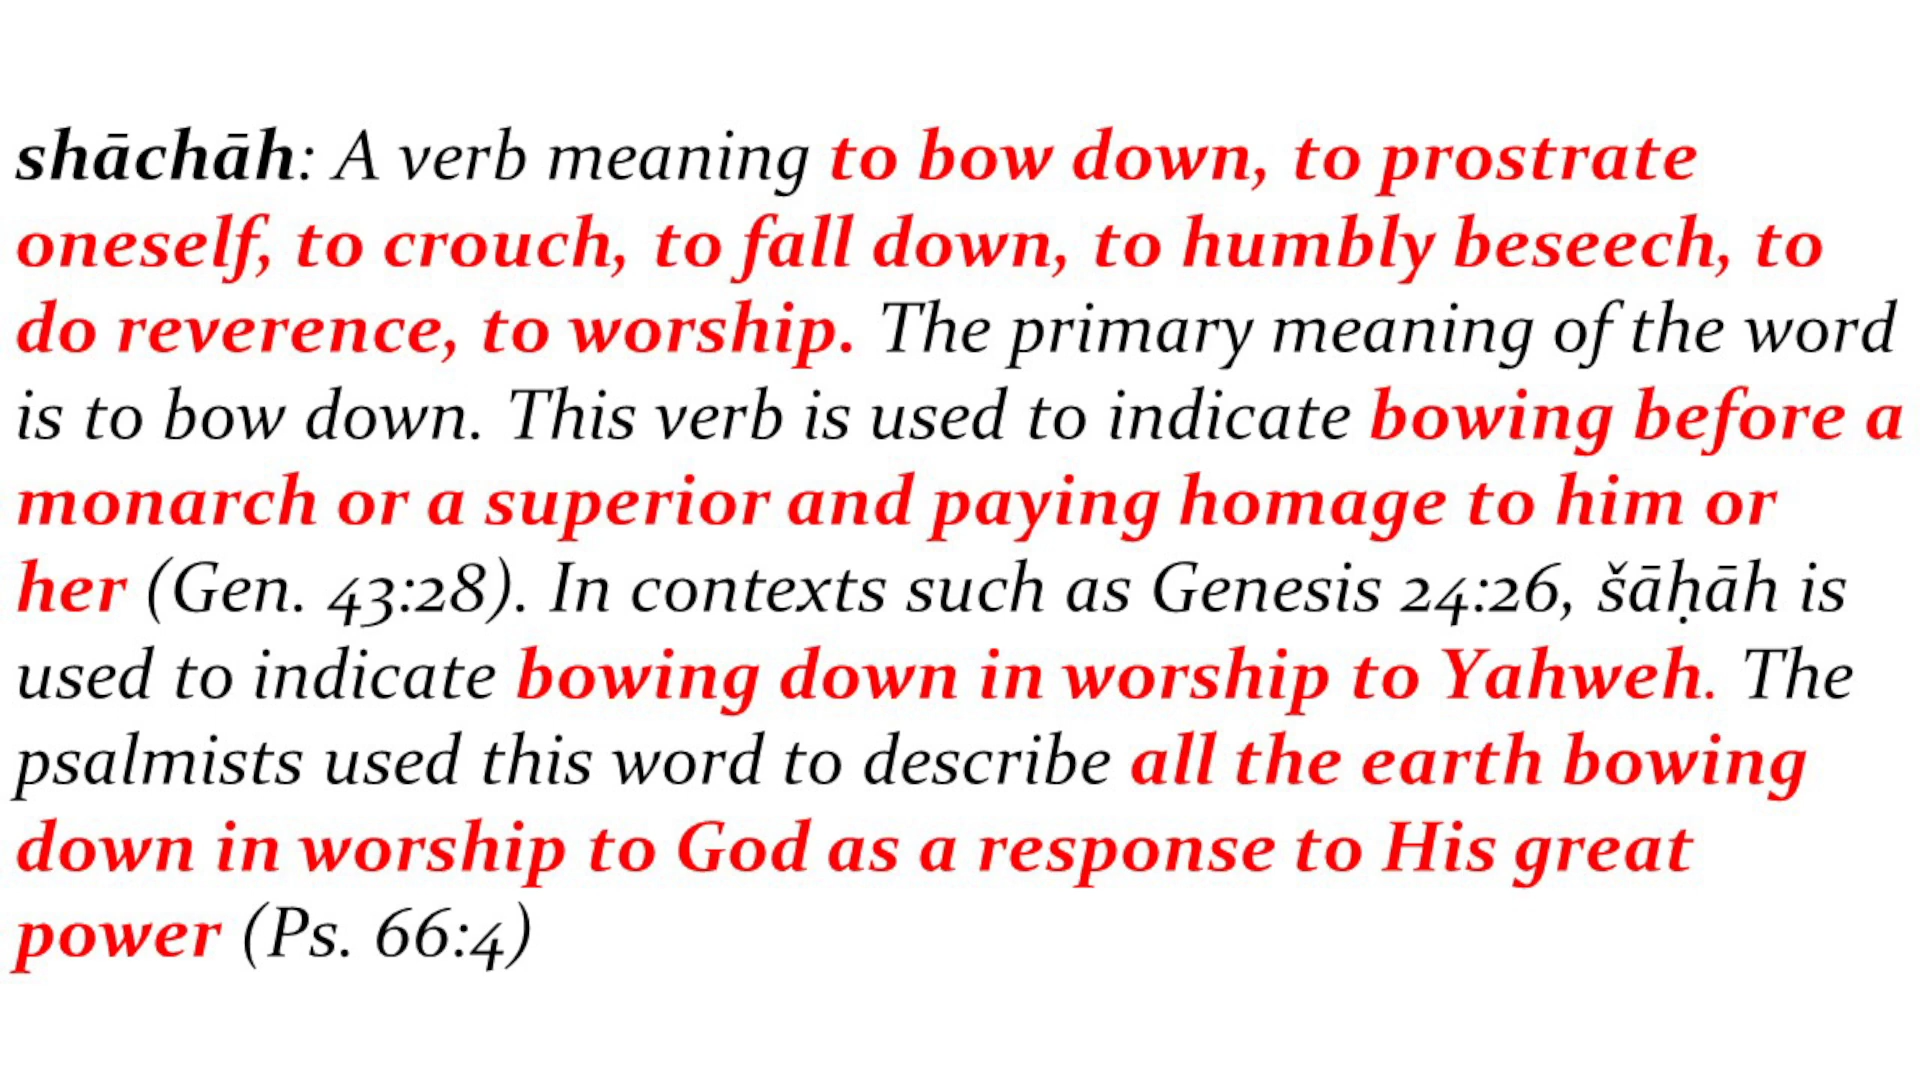 shāchāh: A verb meaning to bow down, to prostrate
oneself, to crouch, to fall down, to humbly beseech, to
do reverence, to worship. The primary meaning of the word
is to bow down. This verb is used to indicate bowing before a
monarch or a superior and paying homage to him or
her (Gen. 43:28). In contexts such as Genesis 24:26, šāḥāh is
used to indicate bowing down in worship to Yahweh. The
psalmists used this word to describe all the earth bowing
down in worship to God as a response to His great
power (Ps. 66:4)